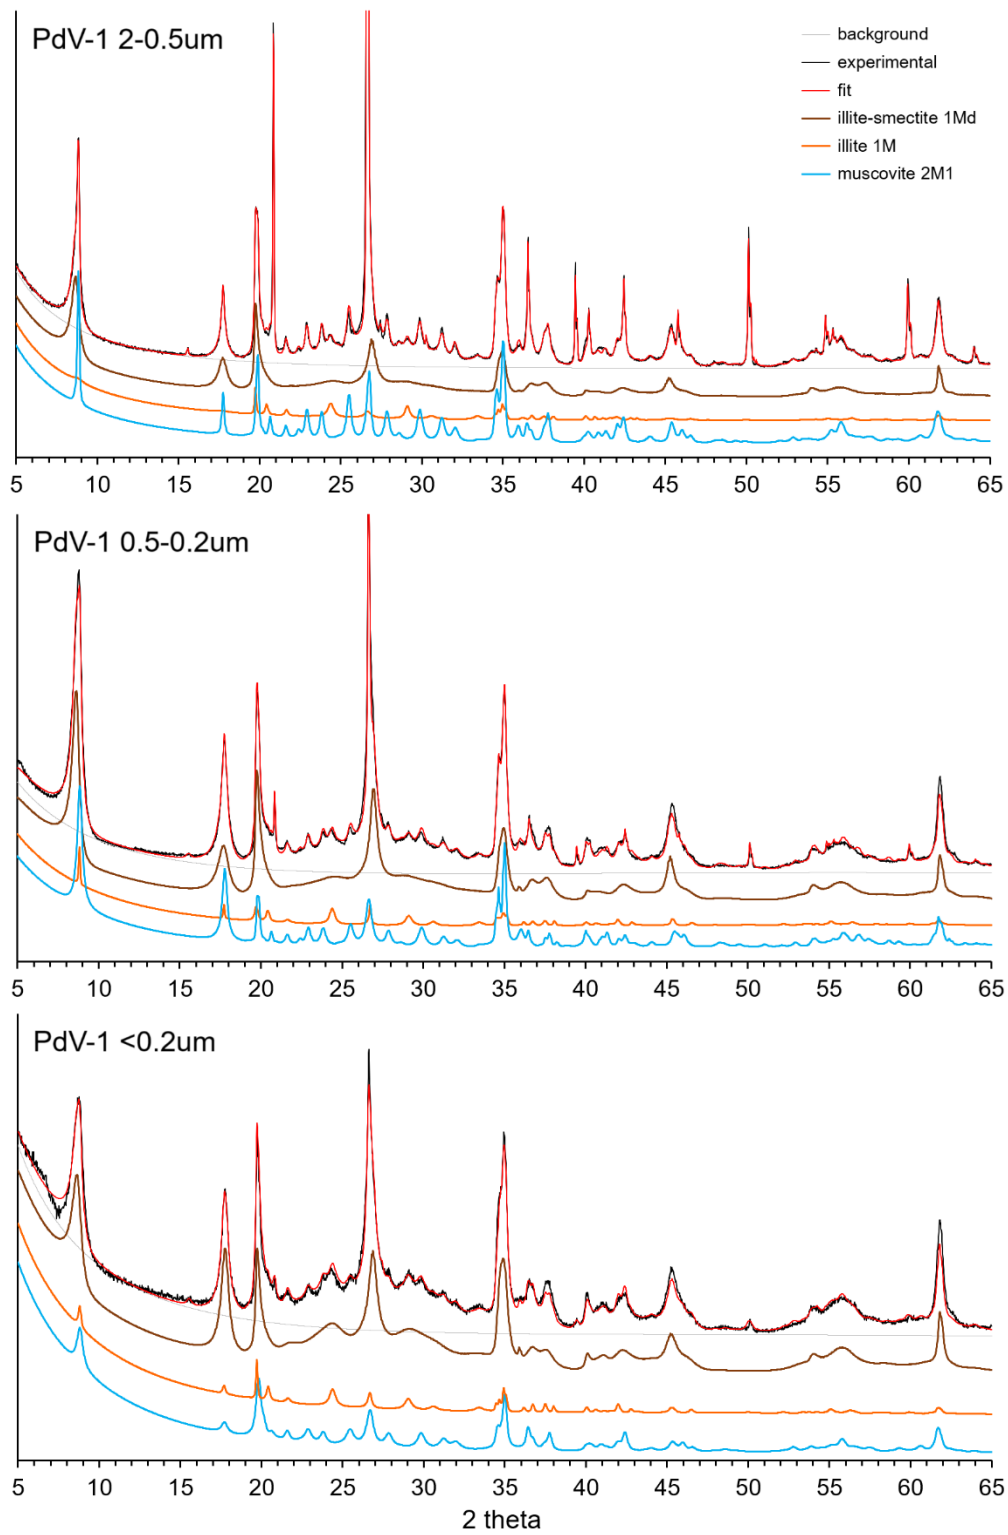 PdV-1 2-0.5um
background
experimental
fit
illite-smectite 1Md
illite 1M
muscovite 2M1
5 10 15 20 25 30 35 40 45 50 55 60 65
PdV-1 0.5-0.2um
5 10 15 20 25 30 35 40 45 50 55 60 65
PdV-1 <0.2um
5 10 15 20 25 30 35 40 45 50 55 60 65
2 theta